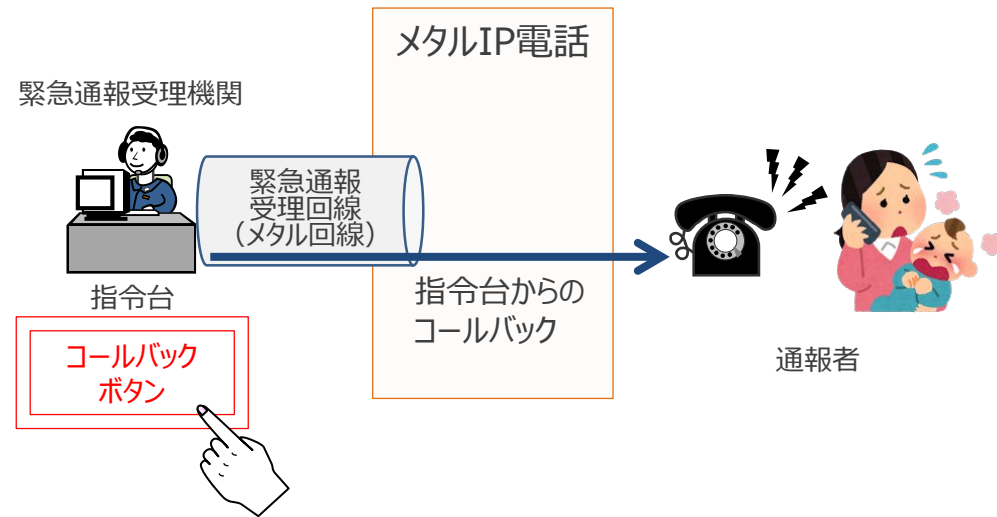 メタルIP電話
緊急通報受理機関
緊急通報
受理回線
（メタル回線）
指令台
指令台からの
コールバック
コールバック
ボタン
通報者